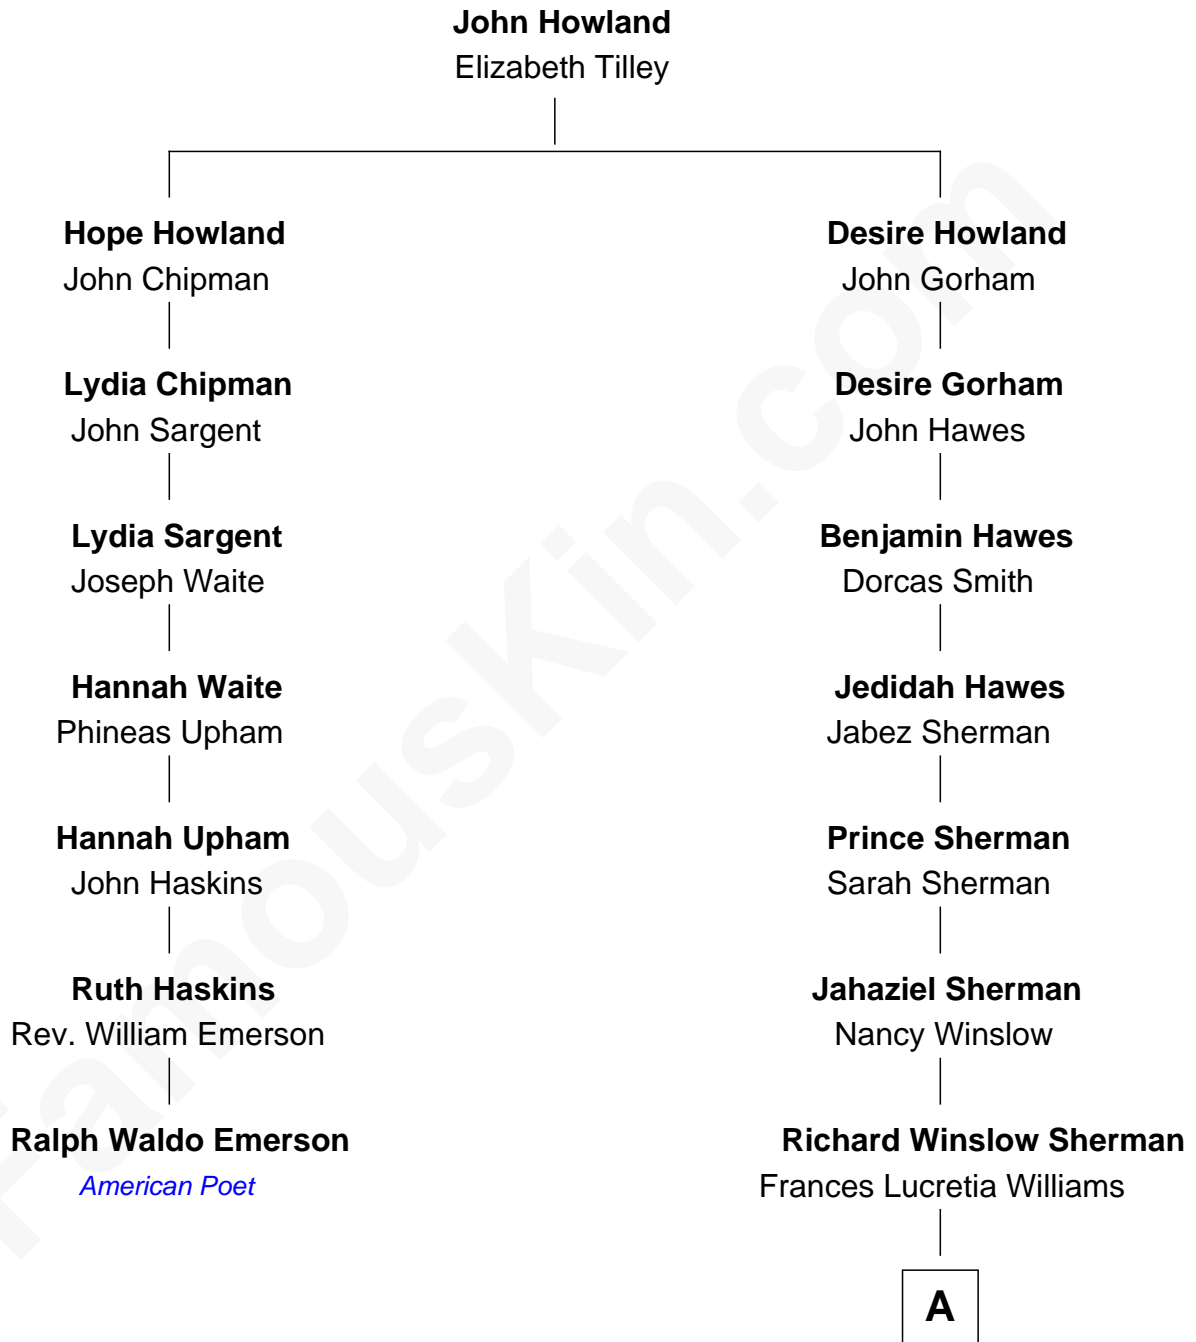 John Howland
Elizabeth Tilley
Hope Howland
John Chipman
Lydia Chipman
John Sargent
Lydia Sargent
Joseph Waite
Hannah Waite
Phineas Upham
Hannah Upham
John Haskins
Ruth Haskins
Rev. William Emerson
Ralph Waldo Emerson
American Poet
Desire Howland
John Gorham
Desire Gorham
John Hawes
Benjamin Hawes
Dorcas Smith
Jedidah Hawes
Jabez Sherman
Prince Sherman
Sarah Sherman
Jahaziel Sherman
Nancy Winslow
Richard Winslow Sherman
Frances Lucretia Williams
A
FamousKin.com